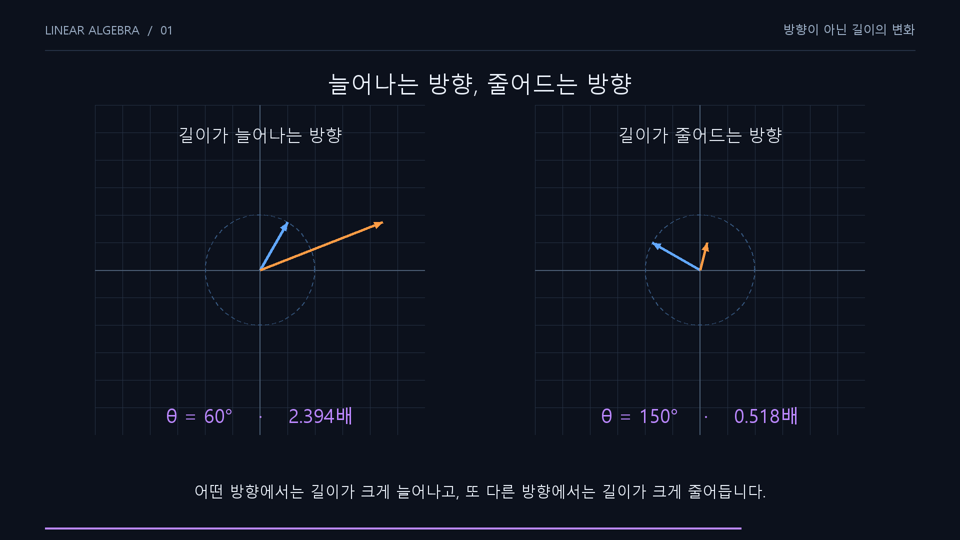 LINEAR ALGEBRA / 01
방향이 아닌 길이의 변화
늘어나는 방향, 줄어드는 방향
길이가 늘어나는 방향
길이가 줄어드는 방향
θ = 60° · 2.394배
θ = 150° · 0.518배
어떤 방향에서는 길이가 크게 늘어나고, 또 다른 방향에서는 길이가 크게 줄어듭니다.